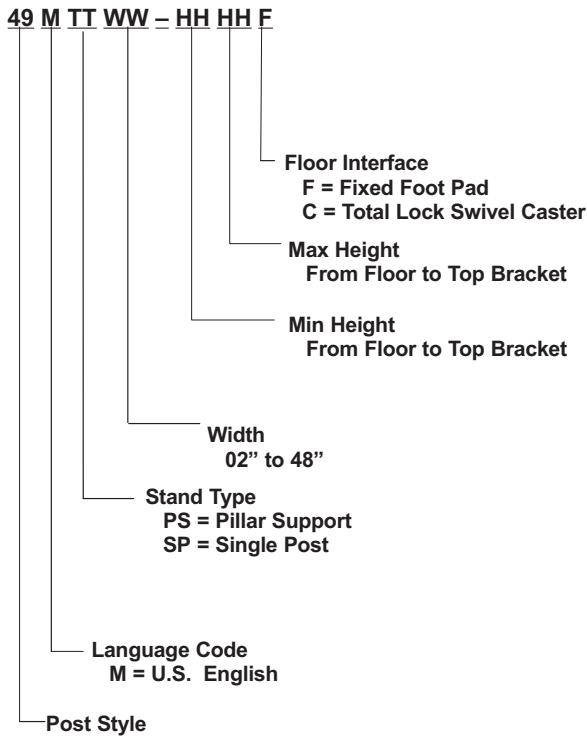 49 M TT WW – HH HH F
Floor Interface
F = Fixed Foot Pad
C = Total Lock Swivel Caster
Max Height
From Floor to Top Bracket
Min Height
From Floor to Top Bracket
Width
02” to 48”
Stand Type
PS = Pillar Support
SP = Single Post
Language Code
M = U.S. English
Post Style